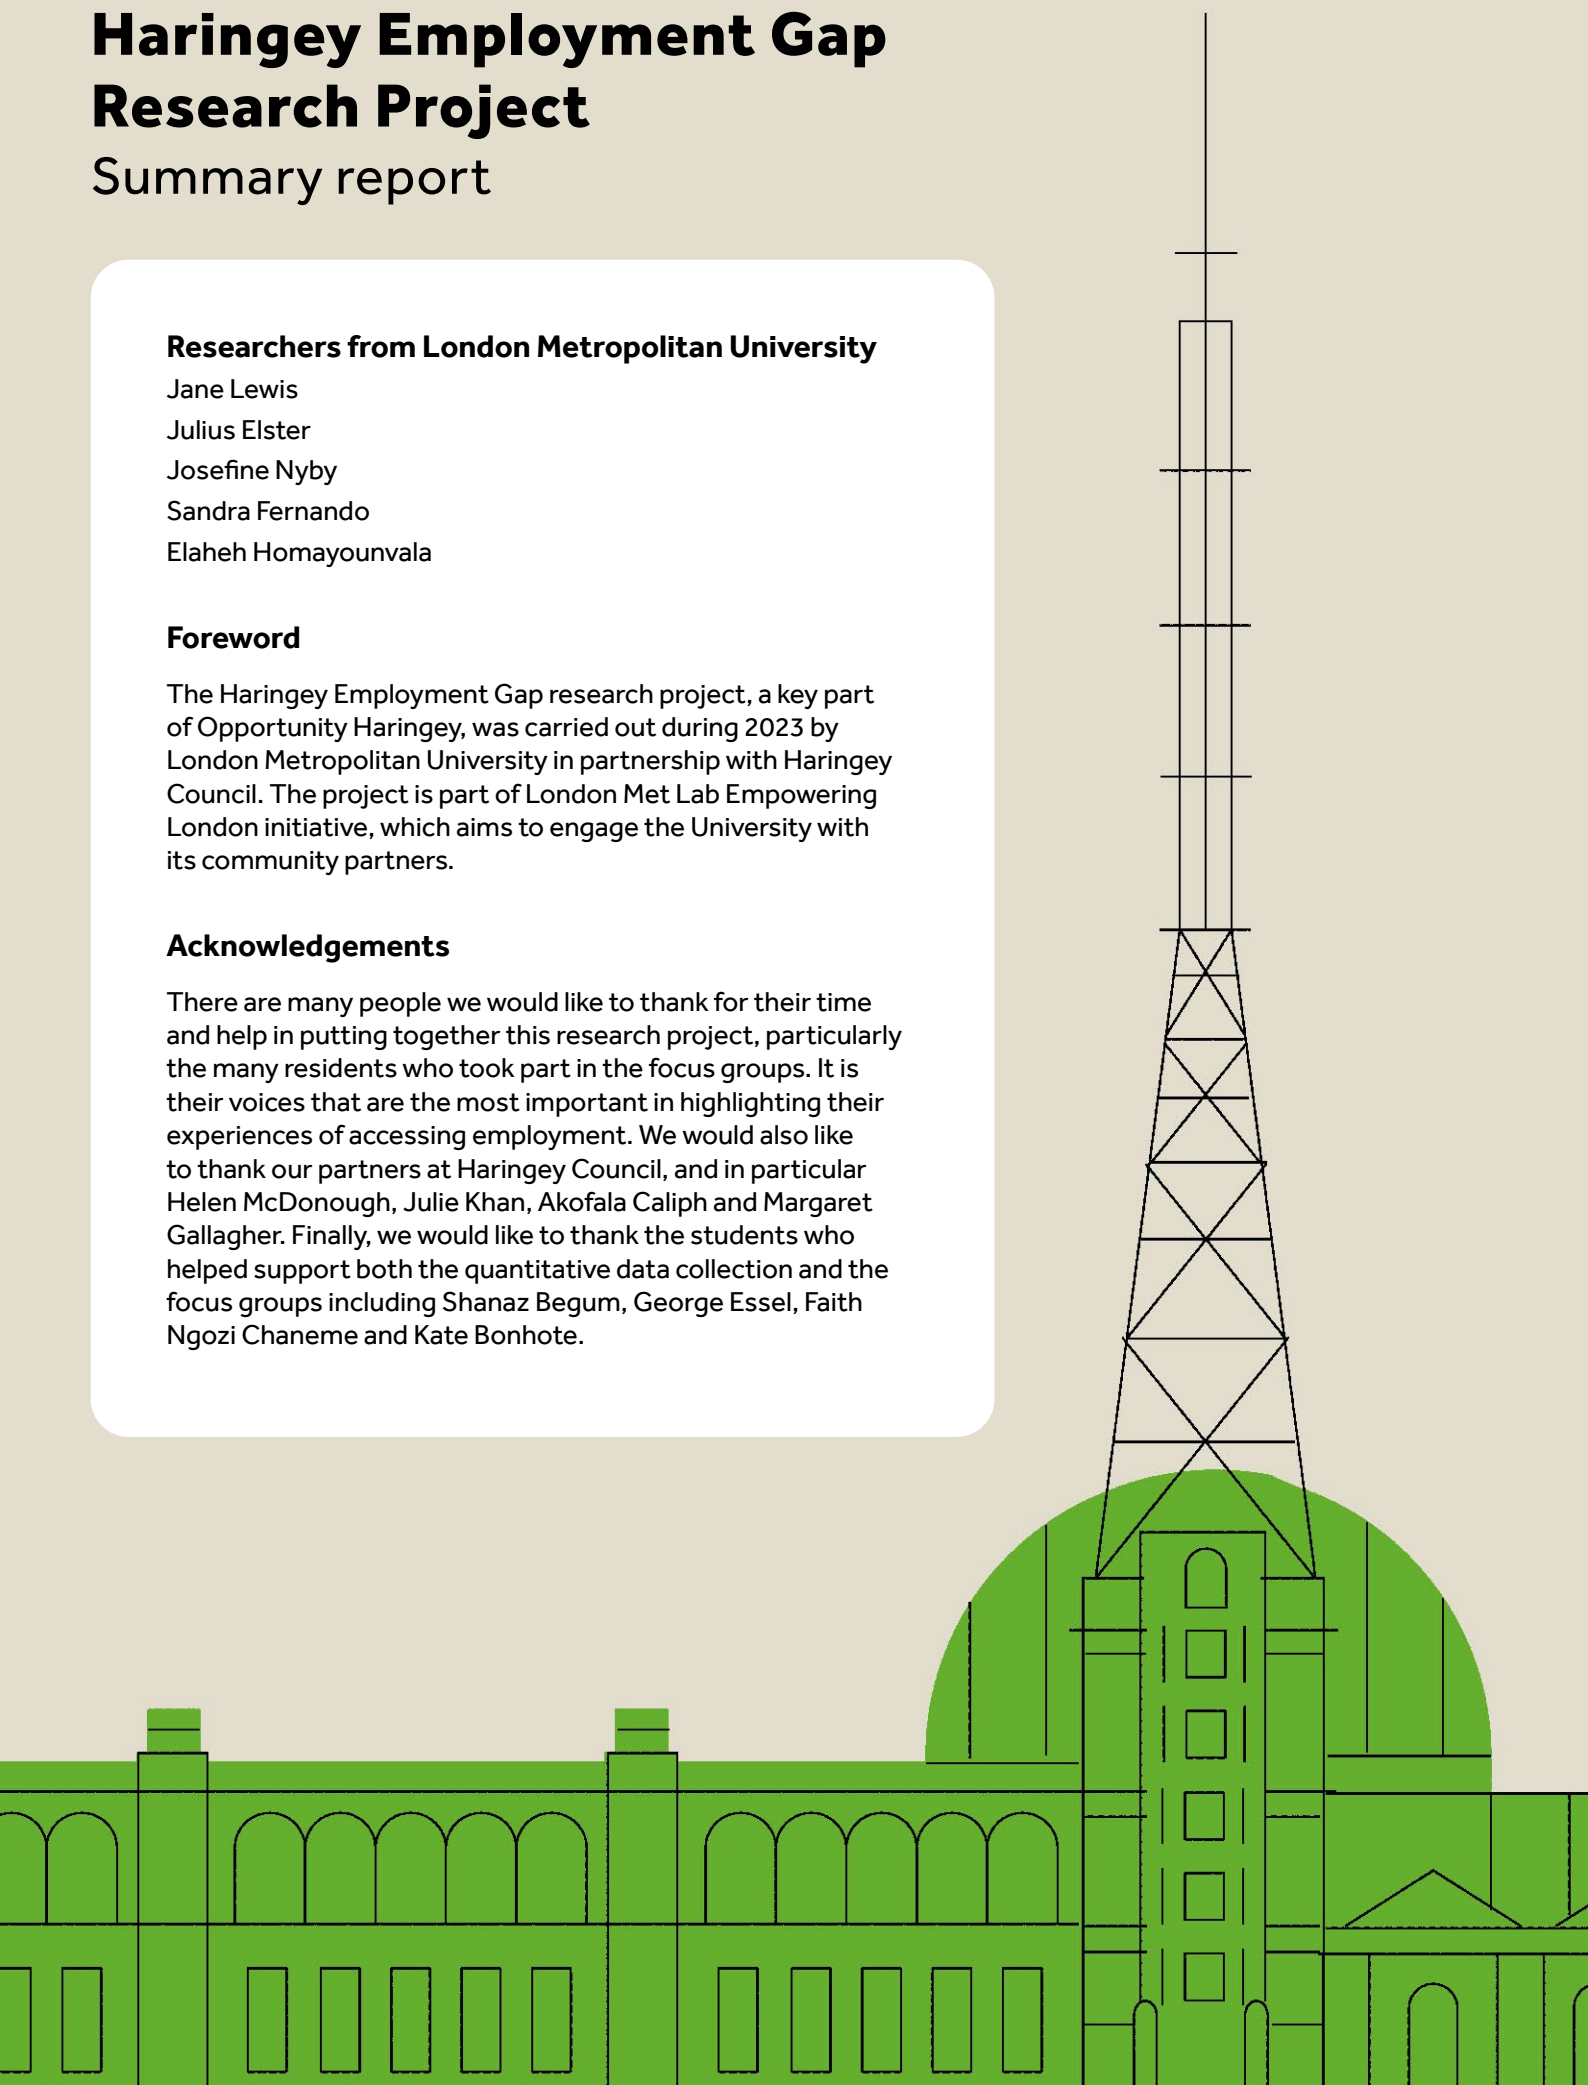 Haringey Employment Gap
Research Project
Summary report
Researchers from London Metropolitan University
Jane Lewis
Julius Elster
Josefine Nyby
Sandra Fernando
Elaheh Homayounvala
Foreword
The Haringey Employment Gap research project, a key part
of Opportunity Haringey, was carried out during 2023 by
London Metropolitan University in partnership with Haringey
Council. The project is part of London Met Lab Empowering
London initiative, which aims to engage the University with
its community partners.
Acknowledgements
There are many people we would like to thank for their time
and help in putting together this research project, particularly
the many residents who took part in the focus groups. It is
their voices that are the most important in highlighting their
experiences of accessing employment. We would also like
to thank our partners at Haringey Council, and in particular
Helen McDonough, Julie Khan, Akofala Caliph and Margaret
Gallagher. Finally, we would like to thank the students who
helped support both the quantitative data collection and the
focus groups including Shanaz Begum, George Essel, Faith
Ngozi Chaneme and Kate Bonhote.